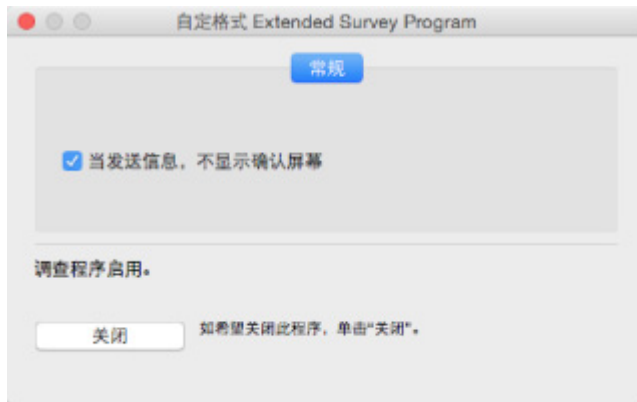 自定格式 Extended Survey Program
常规
当发送信息，不显示确认屏幕
调查程序启用。
关闭
如希望关闭此程序，单击“关闭”。